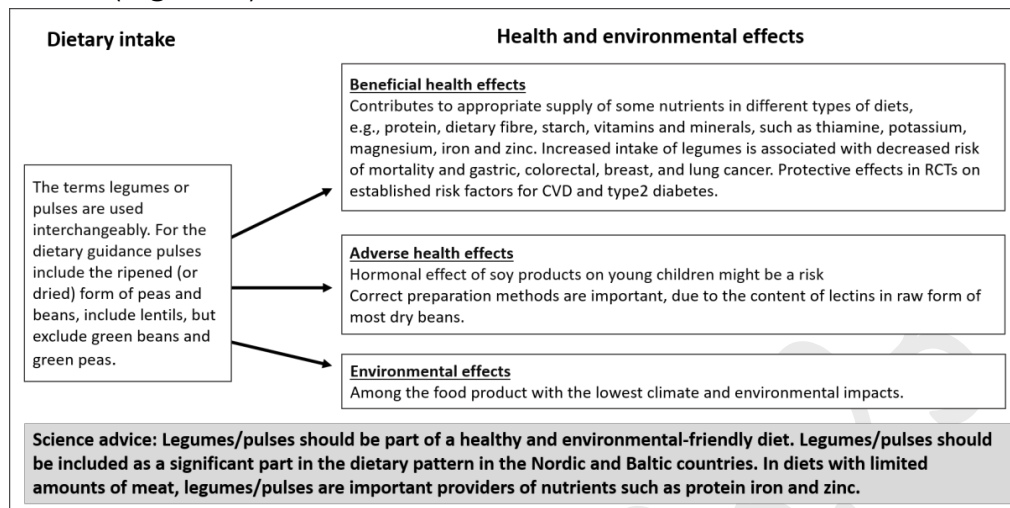 Dietary intake
Health and environmental effects
The terms legumes or
pulses are used
interchangeably. For the
dietary guidance pulses
include the ripened (or
dried) form of peas and
beans, include lentils, but
exclude green beans and
green peas.
Beneficial health effects
Contributes to appropriate supply of some nutrients in different types of diets,
e.g., protein, dietary fibre, starch, vitamins and minerals, such as thiamine, potassium,
magnesium, iron and zinc. Increased intake of legumes is associated with decreased risk
of mortality and gastric, colorectal, breast, and lung cancer. Protective effects in RCTs on
established risk factors for CVD and type2 diabetes.
Adverse health effects
Hormonal effect of soy products on young children might be a risk
Correct preparation methods are important, due to the content of lectins in raw form of
most dry beans.
Environmental effects
Among the food product with the lowest climate and environmental impacts.
Science advice: Legumes/pulses should be part of a healthy and environmental-friendly diet. Legumes/pulses should
be included as a significant part in the dietary pattern in the Nordic and Baltic countries. In diets with limited
amounts of meat, legumes/pulses are important providers of nutrients such as protein iron and zinc.